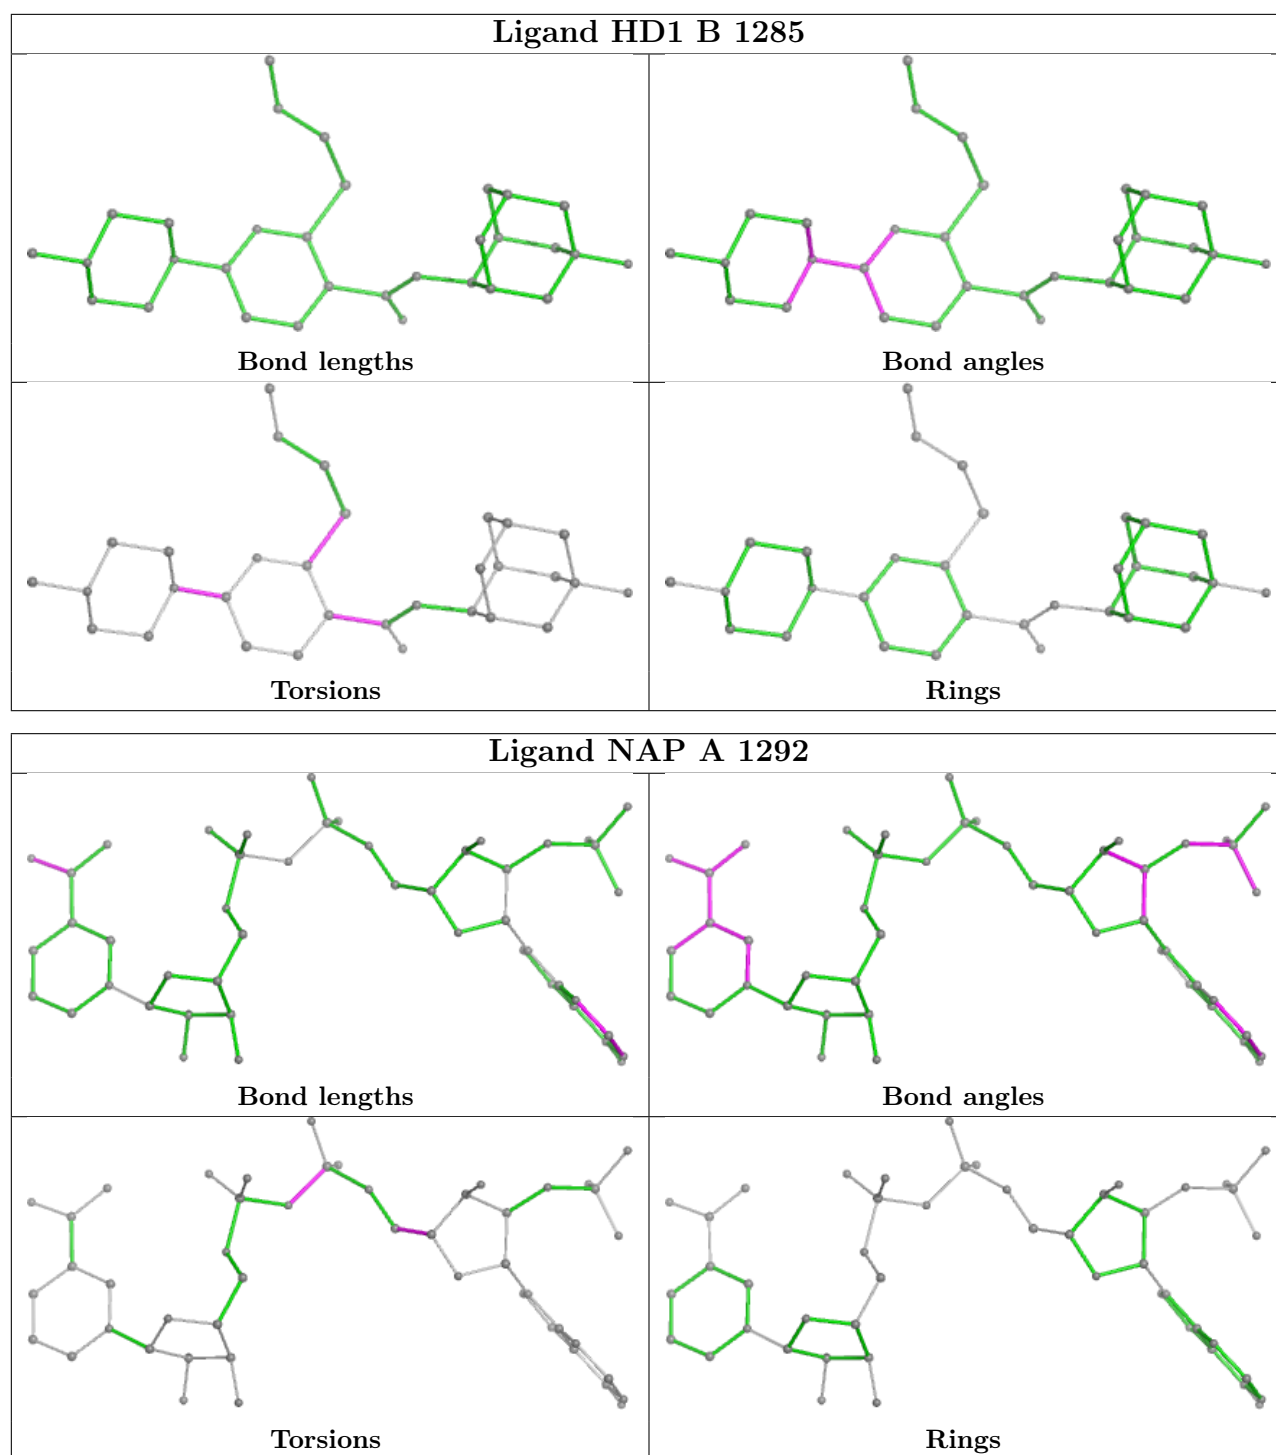 Ligand HD1 B 1285
Bond lengths
Bond angles
Torsions
Rings
Ligand NAP A 1292
Bond lengths
Bond angles
Torsions
Rings